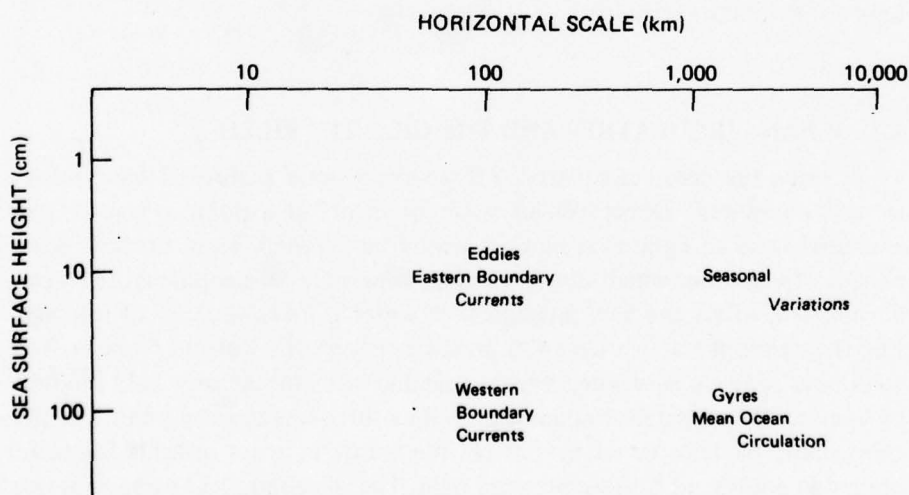 HORIZONTAL SCALE (km)
10 100 1,000 10,000
SEA SURFACE HEIGHT (cm)
1
10
100
Eddies
Eastern Boundary
Currents
Seasonal
Variations
Western
Boundary
Currents
Gyres
Mean Ocean
Circulation